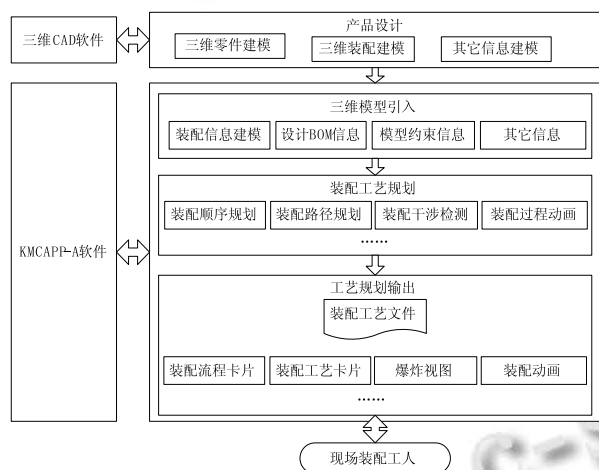 三维CAD软件
产品设计
三维零件建模
三维装配建模
其它信息建模
KMCAPP-A软件
三维模型引入
装配信息建模
设计BOM信息
模型约束信息
其它信息
装配工艺规划
装配顺序规划
装配路径规划
装配干涉检测
装配过程动画
……
工艺规划输出
装配工艺文件
装配流程卡片
装配工艺卡片
爆炸视图
装配动画
……
现场装配工人